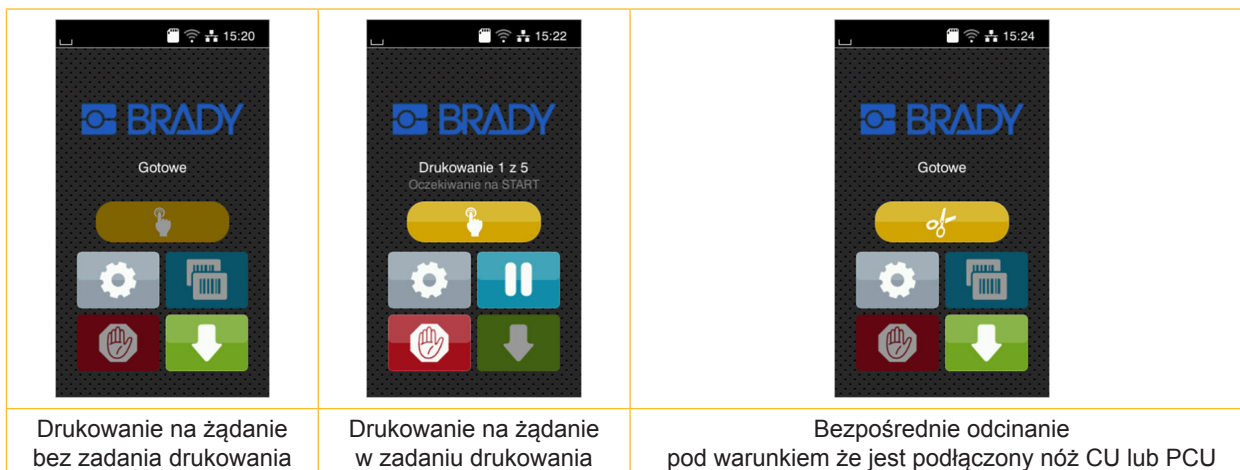 15:20
BRADY
Gotowe
Drukowanie na żądanie
bez zadania drukowania
15:22
BRADY
Drukowanie 1 z 5
Oczekiwanie na START
Drukowanie na żądanie
w zadaniu drukowania
15:24
BRADY
Gotowe
Bezpośrednie odcinanie
pod warunkiem że jest podłączony nóż CU lub PCU